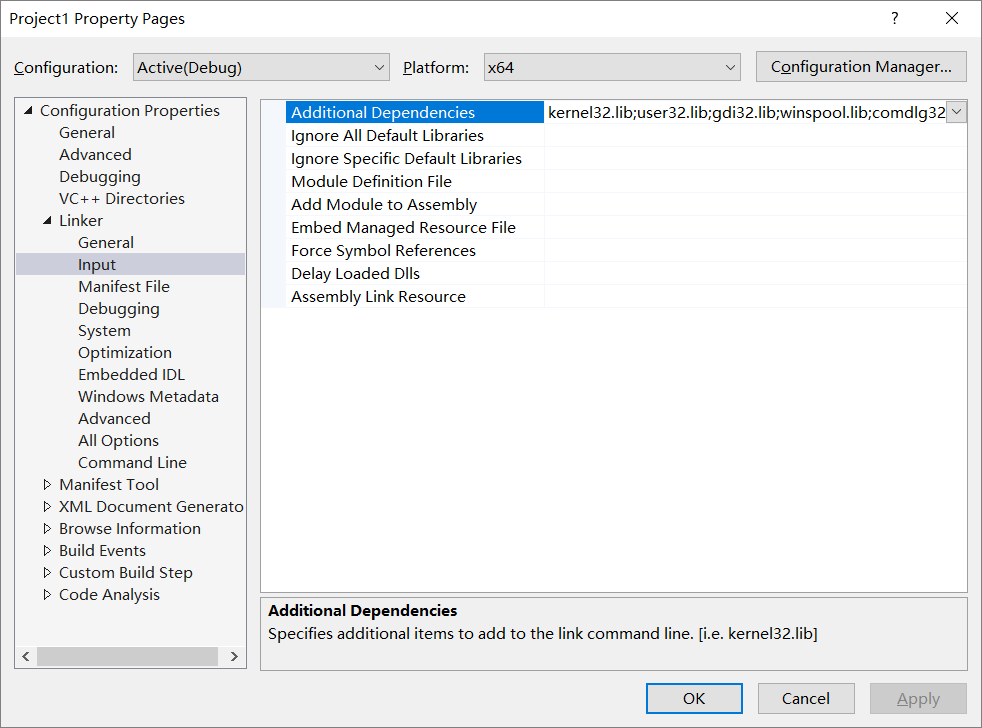 Project1 Property Pages
?
Configuration: Active(Debug) Platform: x64 Configuration Manager...
Configuration Properties
General
Advanced
Debugging
VC++ Directories
Linker
General
Input
Manifest File
Debugging
System
Optimization
Embedded IDL
Windows Metadata
Advanced
All Options
Command Line
Manifest Tool
XML Document Generato
Browse Information
Build Events
Custom Build Step
Code Analysis
Additional Dependencies kernel32.lib;user32.lib;gdi32.lib;winspool.lib;comdlg32
Ignore All Default Libraries
Ignore Specific Default Libraries
Module Definition File
Add Module to Assembly
Embed Managed Resource File
Force Symbol References
Delay Loaded Dlls
Assembly Link Resource
Additional Dependencies
Specifies additional items to add to the link command line. [i.e. kernel32.lib]
OK Cancel Apply